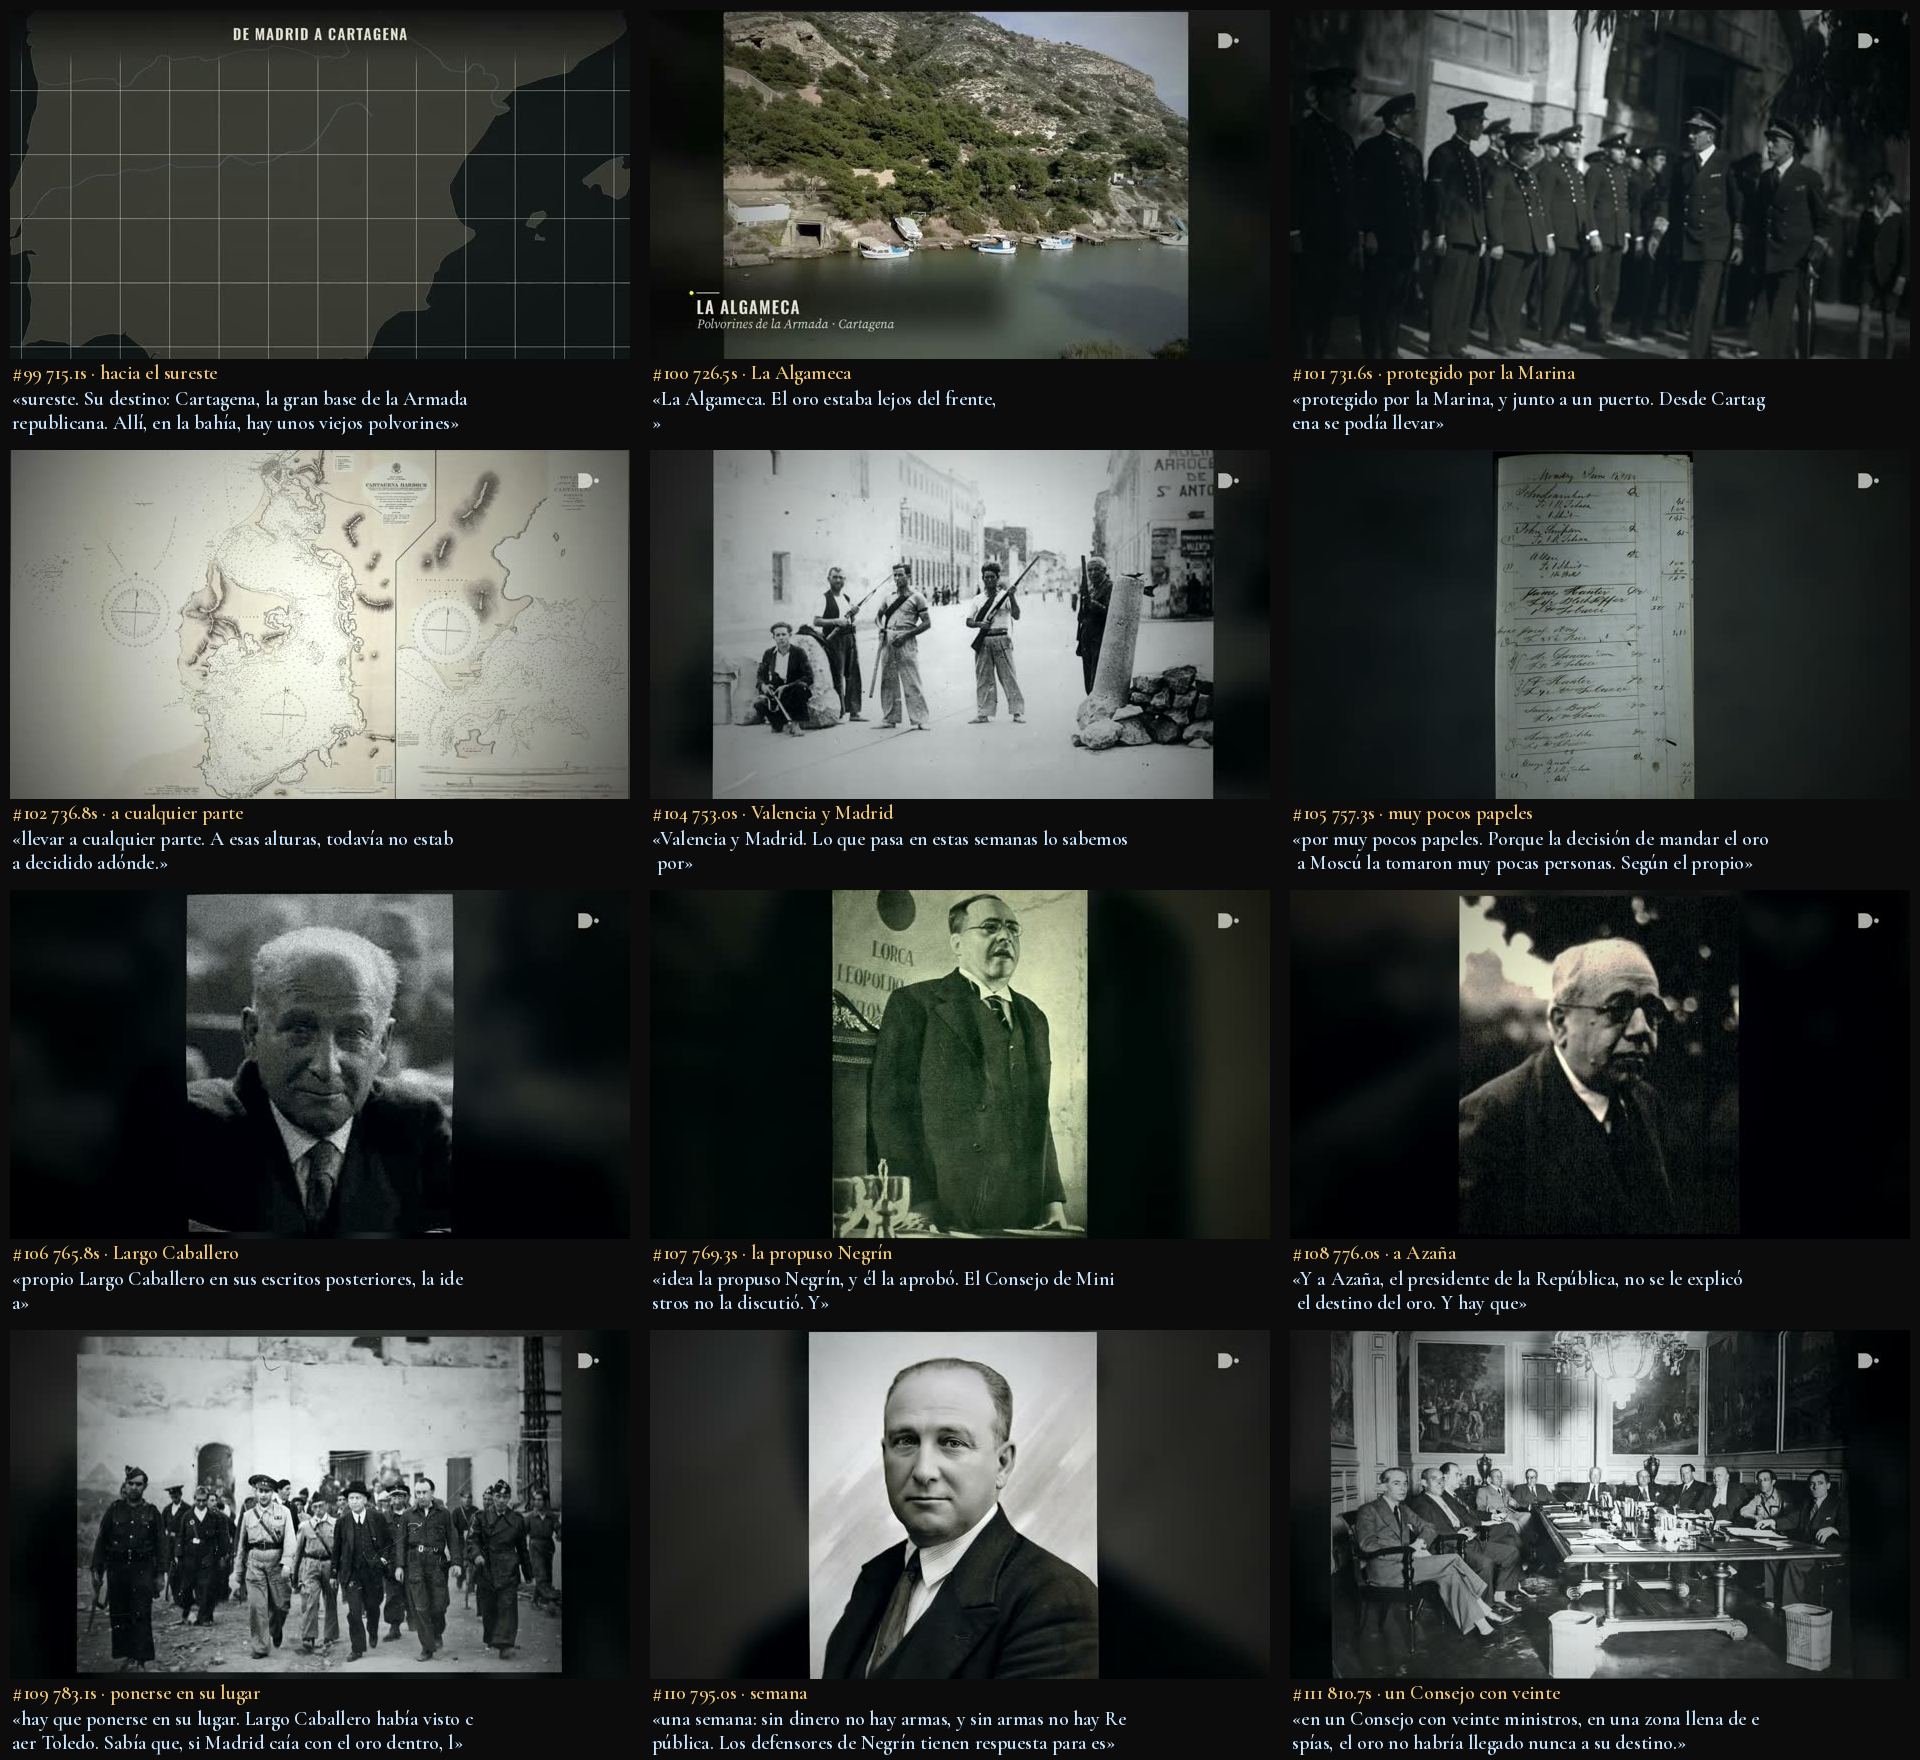 DE MADRID A CARTAGENA
#99 715.1s · hacia el sureste
«sureste. Su destino: Cartagena, la gran base de la Armada
republicana. Allí, en la bahía, hay unos viejos polvorines»
LA ALGAMECA
Polvorines de la Armada · Cartagena
#100 726.5s · La Algameca
«La Algameca. El oro estaba lejos del frente,
»
#101 731.6s · protegido por la Marina
«protegido por la Marina, y junto a un puerto. Desde Cartag
ena se podía llevar»
CARTAGENA HARBOUR
#102 736.8s · a cualquier parte
«llevar a cualquier parte. A esas alturas, todavía no estab
a decidido adónde.»
ARROCE
DE
Sº ANTO
#104 753.0s · Valencia y Madrid
«Valencia y Madrid. Lo que pasa en estas semanas lo sabemos
por»
#105 757.3s · muy pocos papeles
«por muy pocos papeles. Porque la decisión de mandar el oro
a Moscú la tomaron muy pocas personas. Según el propio»
#106 765.8s · Largo Caballero
«propio Largo Caballero en sus escritos posteriores, la ide
a»
LORCA
LEOPOLDO
#107 769.3s · la propuso Negrín
«idea la propuso Negrín, y él la aprobó. El Consejo de Mini
stros no la discutió. Y»
#108 776.0s · a Azaña
«Y a Azaña, el presidente de la República, no se le explicó
el destino del oro. Y hay que»
#109 783.1s · ponerse en su lugar
«hay que ponerse en su lugar. Largo Caballero había visto c
aer Toledo. Sabía que, si Madrid caía con el oro dentro, l»
#110 795.0s · semana
«una semana: sin dinero no hay armas, y sin armas no hay Re
pública. Los defensores de Negrín tienen respuesta para es»
#111 810.7s · un Consejo con veinte
«en un Consejo con veinte ministros, en una zona llena de e
spías, el oro no habría llegado nunca a su destino.»